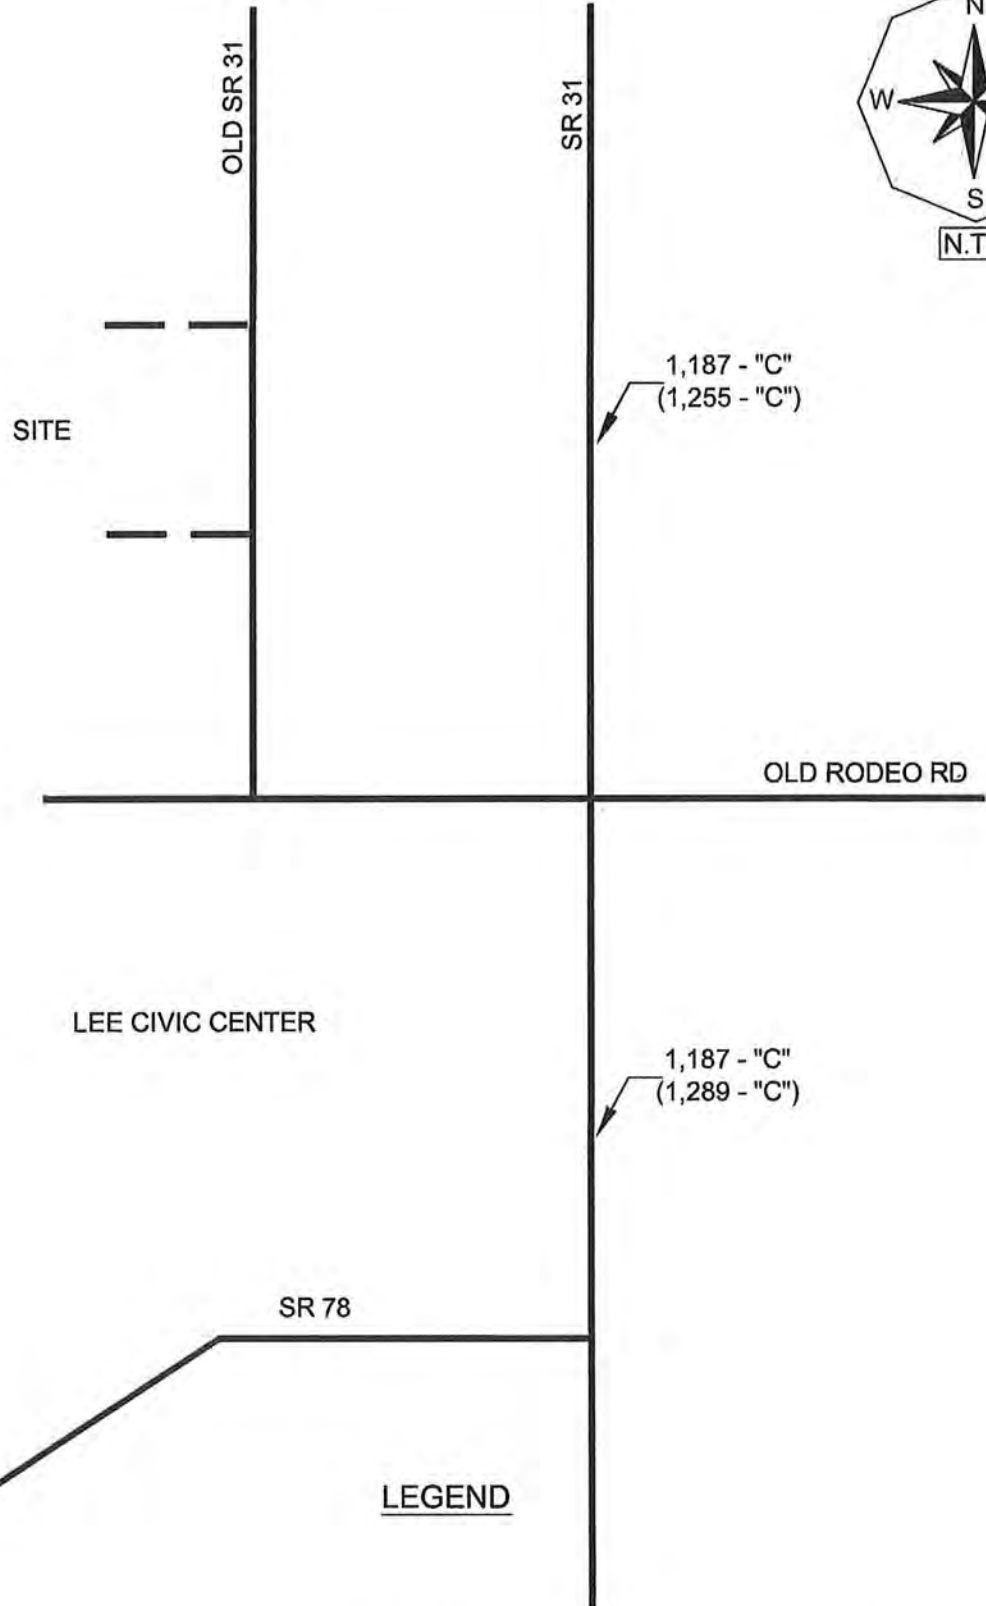 N
OLD SR 31
SR 31
W
S
N.T
1,187 - "C"
(1,255 - "C")
SITE
OLD RODEO RD
LEE CIVIC CENTER
1,187 - "C"
(1,289 - "C")
SR 78
LEGEND